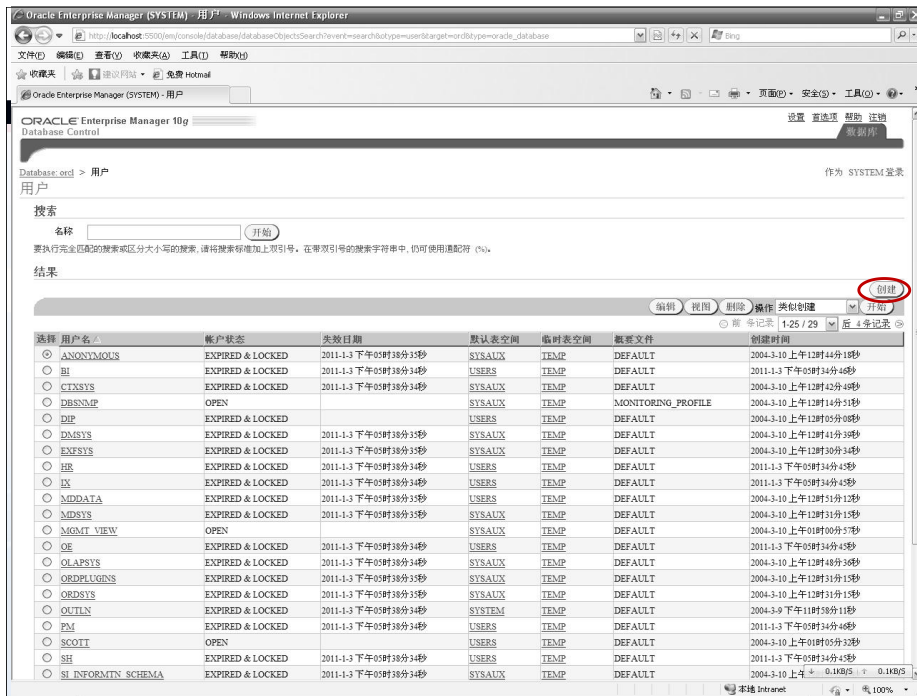 Oracle Enterprise Manager (SYSTEM) - 用户 - Windows Internet Explorer
http://localhost:5500/em/console/database/databaseObjectsSearch?event=search&otype=user&target=orcl&type=oracle_database
Bing
文件(F) 编辑(E) 查看(V) 收藏夹(A) 工具(T) 帮助(H)
收藏夹 建议网站 免费 Hotmail
Oracle Enterprise Manager (SYSTEM) - 用户
页面(P) 安全(S) 工具(O)
ORACLE Enterprise Manager 10g
Database Control
设置 首选项 帮助 注销
数据库
Database: orcl > 用户
作为 SYSTEM 登录
用户
搜索
名称 开始
要执行完全匹配的搜索或区分大小写的搜索, 请将搜索标准加上双引号。在带双引号的搜索字符串中, 仍可使用通配符 (%)。
结果
创建
编辑 视图 删除 操作 类似创建 开始
前 条记录 1-25 / 29 后 4条记录
选择 用户名 帐户状态 失效日期 默认表空间 临时表空间 概要文件 创建时间
ANONYMOUS EXPIRED & LOCKED 2011-1-3 下午05时38分35秒 SYSAUX TEMP DEFAULT 2004-3-10 上午12时44分18秒
BI EXPIRED & LOCKED 2011-1-3 下午05时38分34秒 USERS TEMP DEFAULT 2011-1-3 下午05时34分46秒
CTXSYS EXPIRED & LOCKED 2011-1-3 下午05时38分34秒 SYSAUX TEMP DEFAULT 2004-3-10 上午12时42分49秒
DBSNMP OPEN SYSAUX TEMP MONITORING_PROFILE 2004-3-10 上午12时14分51秒
DIP EXPIRED & LOCKED USERS TEMP DEFAULT 2004-3-10 上午12时05分08秒
DMSYS EXPIRED & LOCKED 2011-1-3 下午05时38分35秒 SYSAUX TEMP DEFAULT 2004-3-10 上午12时41分39秒
EXFSYS EXPIRED & LOCKED 2011-1-3 下午05时38分35秒 SYSAUX TEMP DEFAULT 2004-3-10 上午12时30分34秒
HR EXPIRED & LOCKED 2011-1-3 下午05时38分34秒 USERS TEMP DEFAULT 2011-1-3 下午05时34分45秒
IX EXPIRED & LOCKED 2011-1-3 下午05时38分34秒 USERS TEMP DEFAULT 2011-1-3 下午05时34分45秒
MDDATA EXPIRED & LOCKED 2011-1-3 下午05时38分35秒 USERS TEMP DEFAULT 2004-3-10 上午12时51分12秒
MDSYS EXPIRED & LOCKED 2011-1-3 下午05时38分35秒 SYSAUX TEMP DEFAULT 2004-3-10 上午12时31分15秒
MGMT_VIEW OPEN SYSAUX TEMP DEFAULT 2004-3-10 上午01时00分57秒
OE EXPIRED & LOCKED 2011-1-3 下午05时38分34秒 USERS TEMP DEFAULT 2011-1-3 下午05时34分45秒
OLAPSYS EXPIRED & LOCKED 2011-1-3 下午05时38分34秒 SYSAUX TEMP DEFAULT 2004-3-10 上午12时48分36秒
ORDPLUGINS EXPIRED & LOCKED 2011-1-3 下午05时38分35秒 SYSAUX TEMP DEFAULT 2004-3-10 上午12时31分15秒
ORDSYS EXPIRED & LOCKED 2011-1-3 下午05时38分35秒 SYSAUX TEMP DEFAULT 2004-3-10 上午12时31分15秒
OUTLN EXPIRED & LOCKED 2011-1-3 下午05时38分34秒 SYSTEM TEMP DEFAULT 2004-3-9 下午11时58分11秒
PM EXPIRED & LOCKED 2011-1-3 下午05时38分34秒 USERS TEMP DEFAULT 2011-1-3 下午05时34分46秒
SCOTT OPEN USERS TEMP DEFAULT 2004-3-10 上午01时05分32秒
SH EXPIRED & LOCKED 2011-1-3 下午05时38分34秒 USERS TEMP DEFAULT 2011-1-3 下午05时34分45秒
SI_INFORMTN_SCHEMA EXPIRED & LOCKED 2011-1-3 下午05时38分35秒 SYSAUX TEMP DEFAULT 2004-3-10 上午
0.1KB/S 0.1KB/S
本地 Intranet 100%